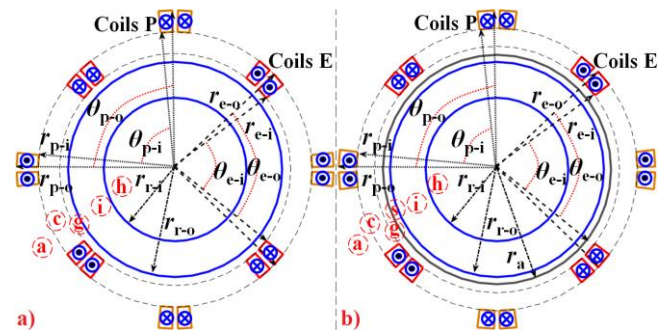 Coils P
Coils E
θp-o
θp-i
re-o
re-i
θe-i
θe-o
rp-i
rp-o
rr-i
rr-o
h
i
c
g
a
a)
Coils P
Coils E
θp-o
θp-i
re-o
re-i
θe-i
θe-o
rp-i
rp-o
rr-i
rr-o
ra
h
i
s
c
g
a
b)